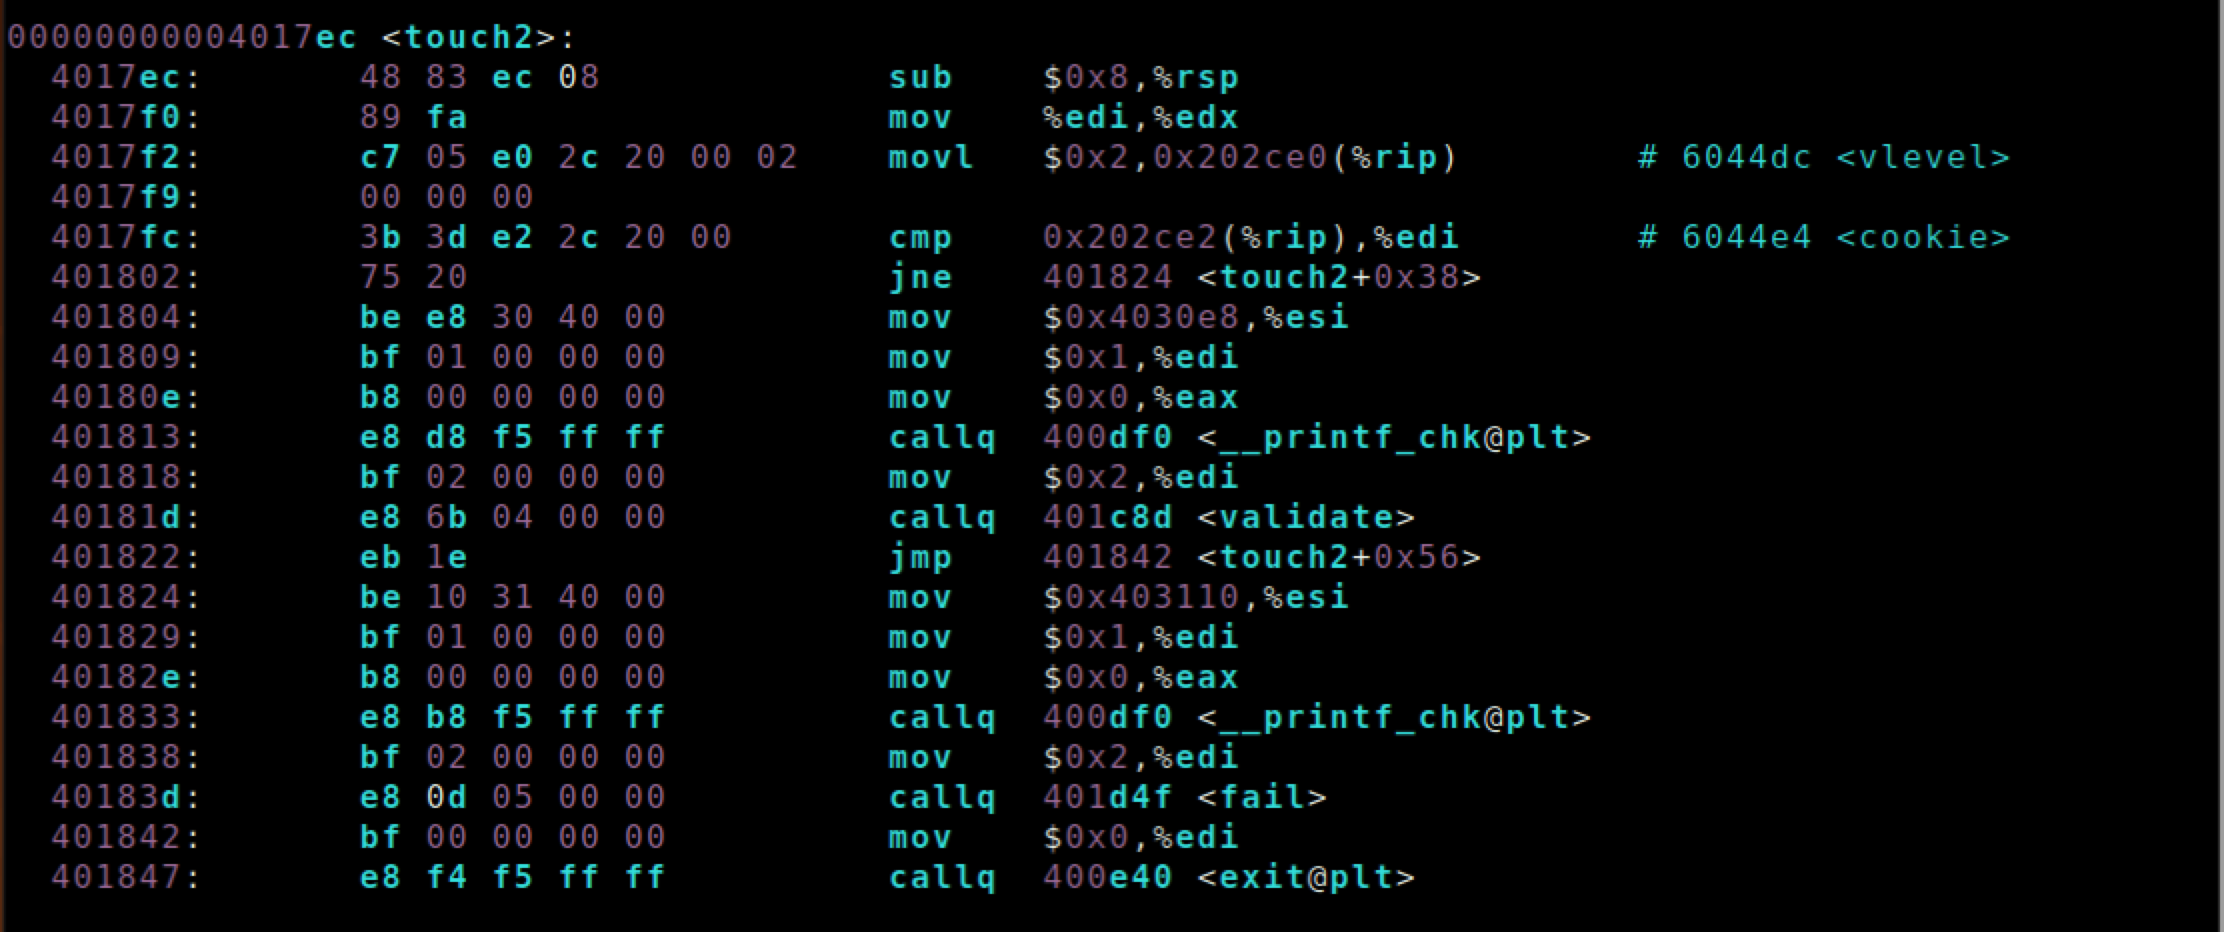 00000000004017ec <touch2>:
  4017ec:	48 83 ec 08          	sub    $0x8,%rsp
  4017f0:	89 fa                	mov    %edi,%edx
  4017f2:	c7 05 e0 2c 20 00 02 	movl   $0x2,0x202ce0(%rip)        # 6044dc <vlevel>
  4017f9:	00 00 00
  4017fc:	3b 3d e2 2c 20 00    	cmp    0x202ce2(%rip),%edi        # 6044e4 <cookie>
  401802:	75 20                	jne    401824 <touch2+0x38>
  401804:	be e8 30 40 00       	mov    $0x4030e8,%esi
  401809:	bf 01 00 00 00       	mov    $0x1,%edi
  40180e:	b8 00 00 00 00       	mov    $0x0,%eax
  401813:	e8 d8 f5 ff ff       	callq  400df0 <__printf_chk@plt>
  401818:	bf 02 00 00 00       	mov    $0x2,%edi
  40181d:	e8 6b 04 00 00       	callq  401c8d <validate>
  401822:	eb 1e                	jmp    401842 <touch2+0x56>
  401824:	be 10 31 40 00       	mov    $0x403110,%esi
  401829:	bf 01 00 00 00       	mov    $0x1,%edi
  40182e:	b8 00 00 00 00       	mov    $0x0,%eax
  401833:	e8 b8 f5 ff ff       	callq  400df0 <__printf_chk@plt>
  401838:	bf 02 00 00 00       	mov    $0x2,%edi
  40183d:	e8 0d 05 00 00       	callq  401d4f <fail>
  401842:	bf 00 00 00 00       	mov    $0x0,%edi
  401847:	e8 f4 f5 ff ff       	callq  400e40 <exit@plt>